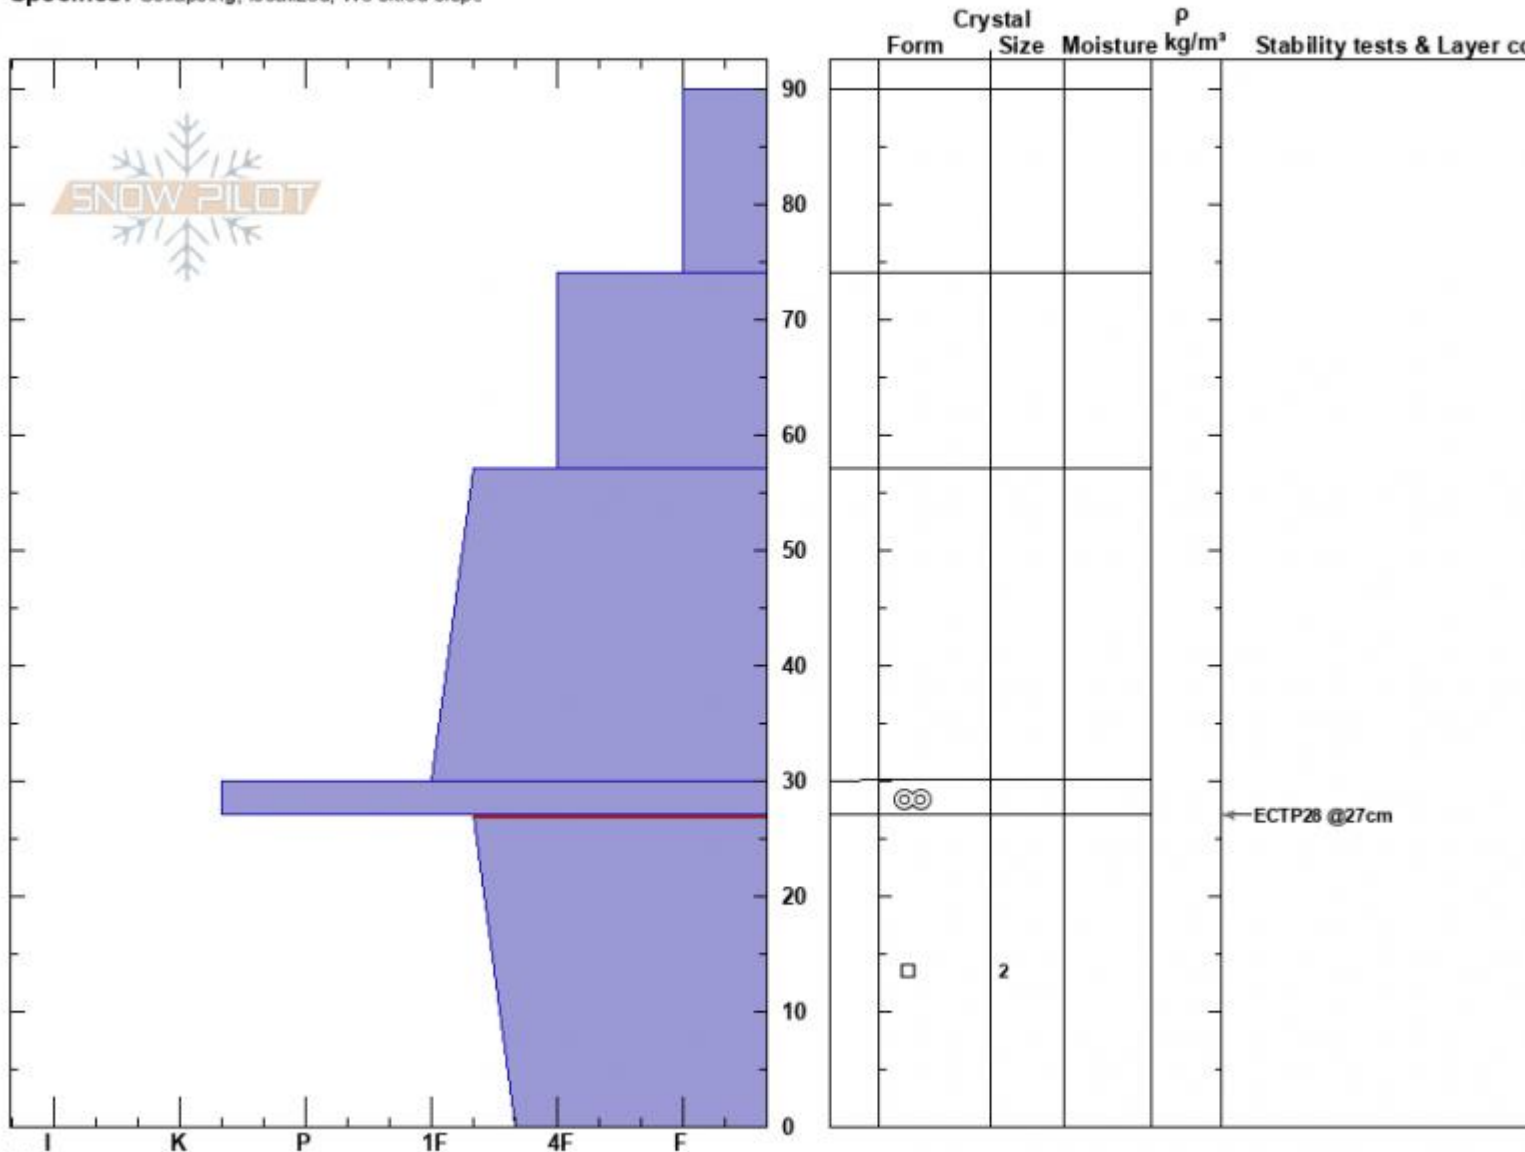 Specifics:
Crystal ρ
Form Size Moisture kg/m³ Stability tests & Layer co
SNOW PILOT
90
80
70
60
50
40
30
ECTP28 @27cm
20
2
10
0
I K P 1F 4F F